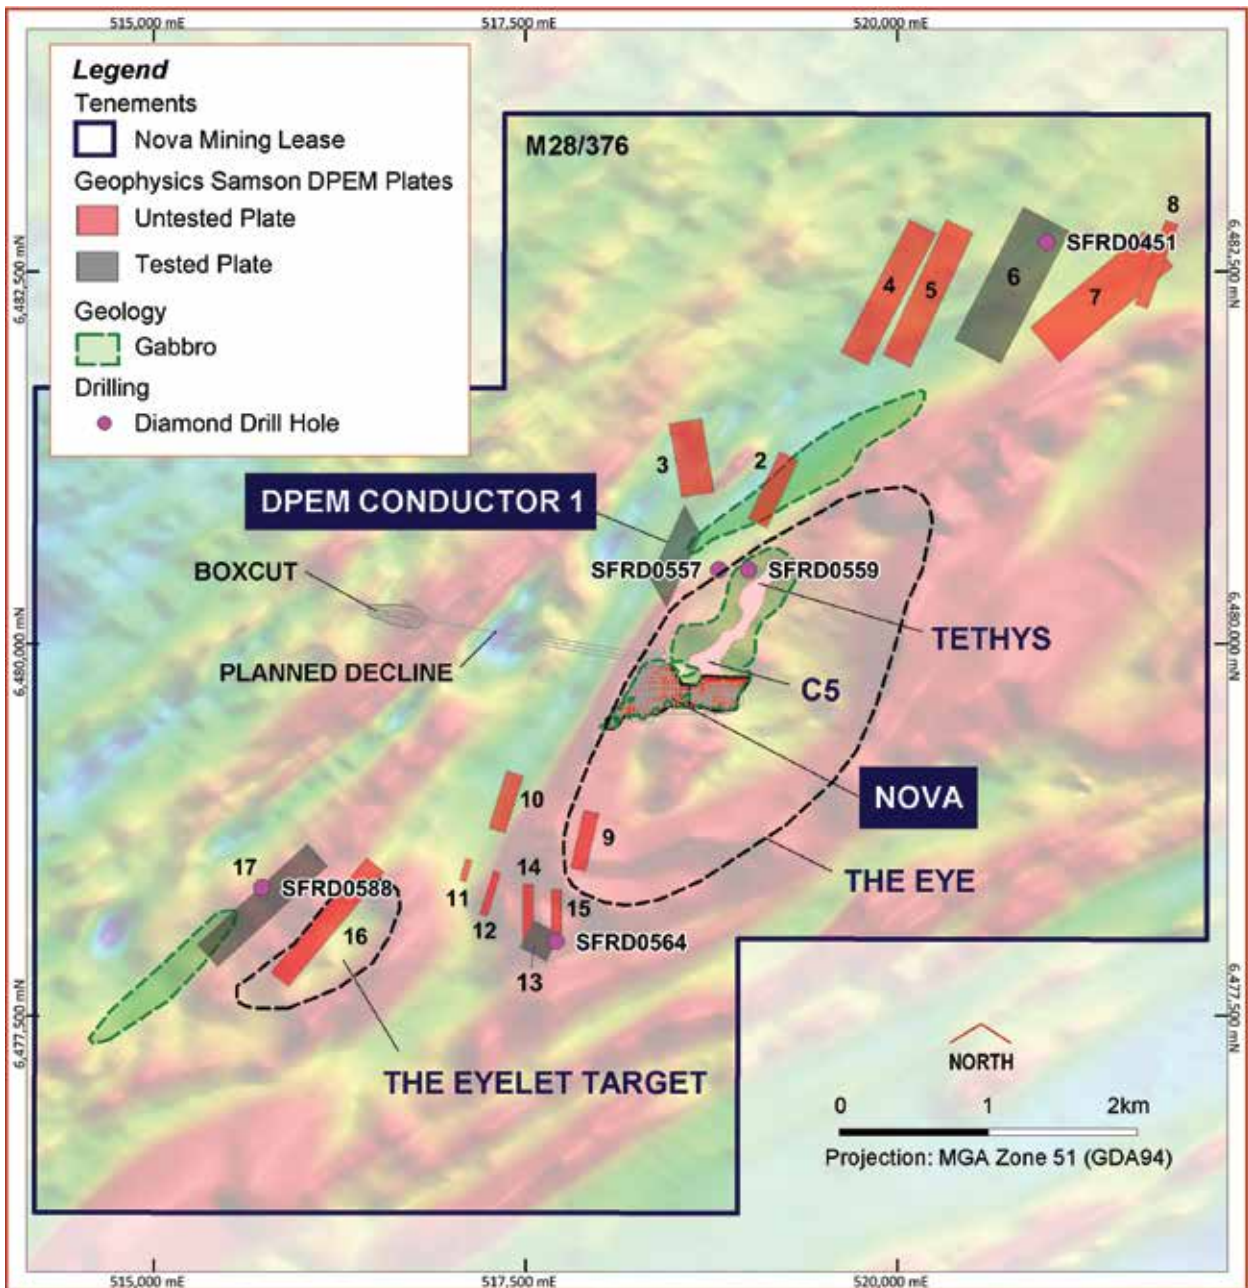 515,000 mE
517,500 mE
520,000 mE
Legend
Tenements
Nova Mining Lease
Geophysics Samson DPEM Plates
Untested Plate
Tested Plate
Geology
Gabbro
Drilling
Diamond Drill Hole
M28/376
8
SFRD0451
6,482,500 mN
6,482,500 mN
4
5
6
7
3
2
DPEM CONDUCTOR 1
BOXCUT
SFRD0557
SFRD0559
TETHYS
6,480,000 mN
6,480,000 mN
PLANNED DECLINE
C5
NOVA
10
9
THE EYE
17
SFRD0588
11
14
12
15
16
SFRD0564
13
6,477,500 mN
6,477,500 mN
THE EYELET TARGET
NORTH
0 1 2km
Projection: MGA Zone 51 (GDA94)
515,000 mE
517,500 mE
520,000 mE